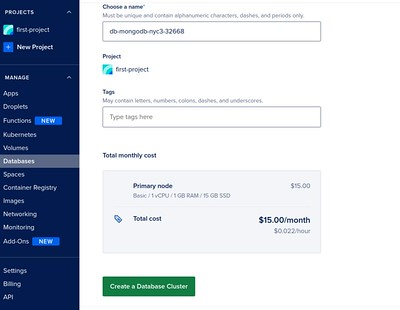 PROJECTS
first-project
New Project
MANAGE
Apps
Droplets
Functions NEW
Kubernetes
Volumes
Databases
Spaces
Container Registry
Images
Networking
Monitoring
Add-Ons NEW
Settings
Billing
API
Choose a name*
Must be unique and contain alphanumeric characters, dashes, and periods only.
db-mongodb-nyc3-32668
Project
first-project
Tags
May contain letters, numbers, colons, dashes, and underscores.
Type tags here
Total monthly cost
Primary node $15.00
Basic / 1 vCPU / 1 GB RAM / 15 GB SSD
Total cost $15.00/month
$0.022/hour
Create a Database Cluster